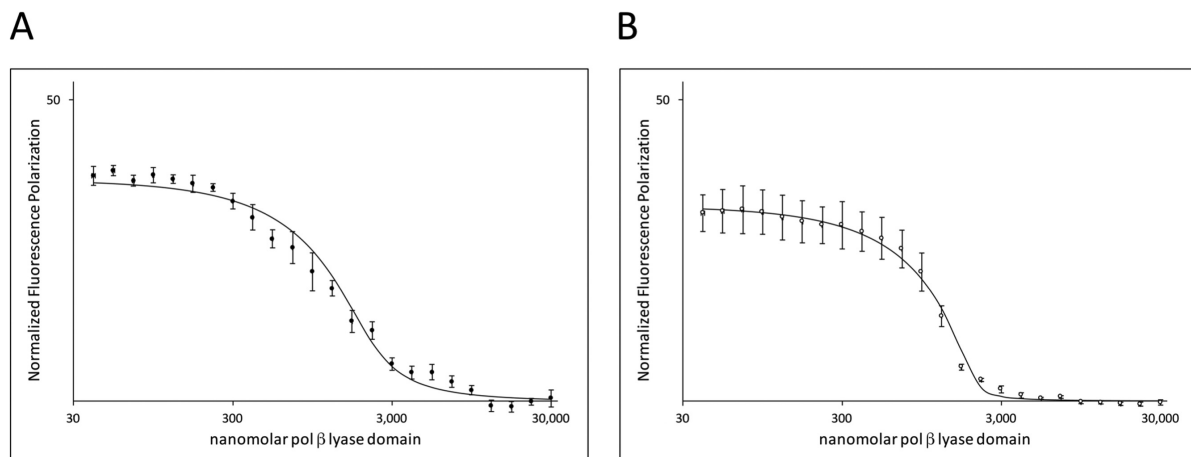 A
50
Normalized Fluorescence Polarization
30
300
3,000
30,000
nanomolar pol β lyase domain
B
50
Normalized Fluorescence Polarization
30
300
3,000
30,000
nanomolar pol β lyase domain